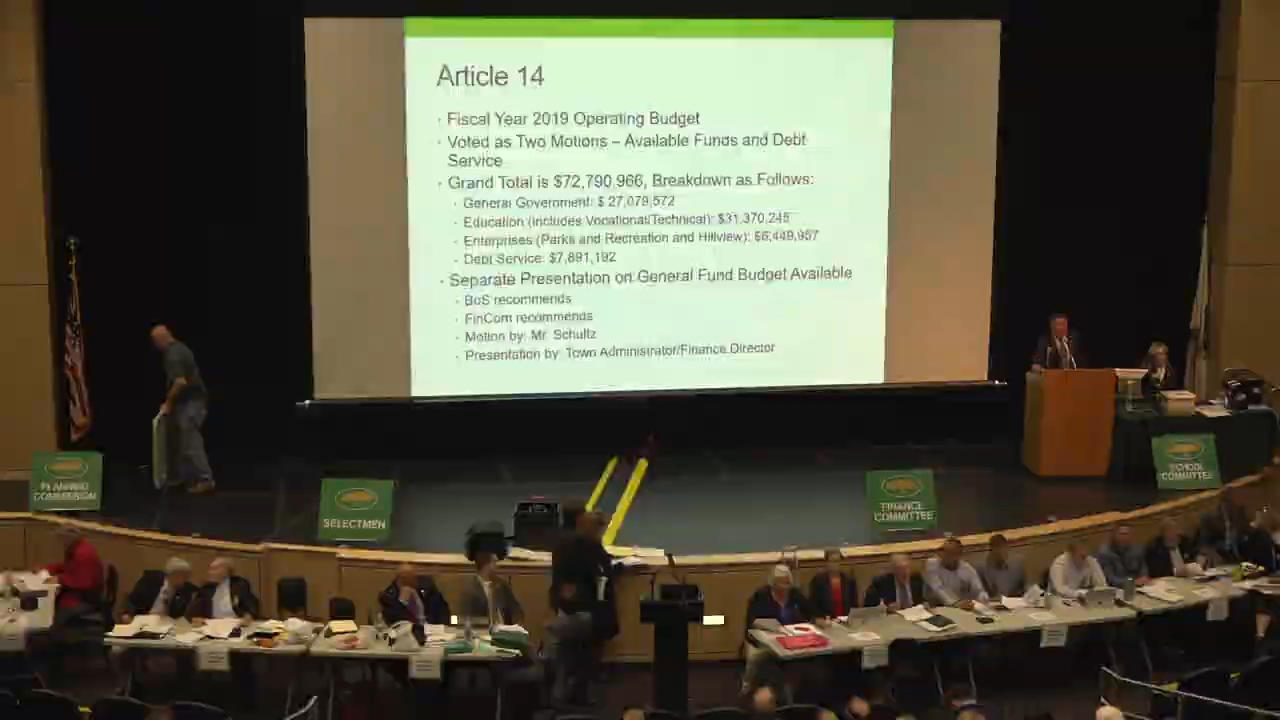 Article 14
· Fiscal Year 2019 Operating Budget
· Voted as Two Motions – Available Funds and Debt
Service
· Grand Total is $72,790,966, Breakdown as Follows:
· General Government: $ 27,079,572
· Education (includes Vocational/Technical): $31,370,245
· Enterprises (Parks and Recreation and Hillview): $6,449,957
· Debt Service: $7,891,192
· Separate Presentation on General Fund Budget Available
· BoS recommends
· FinCom recommends
· Motion by: Mr. Schultz
· Presentation by: Town Administrator/Finance Director
PLANNING
COMMISSION
SELECTMEN
FINANCE
COMMITTEE
SCHOOL
COMMITTEE